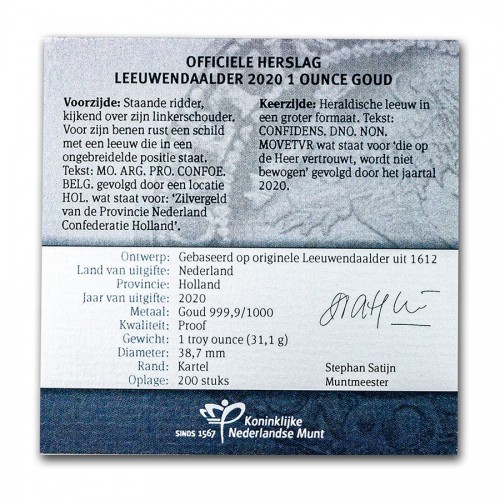 OFFICIELE HERSLAG
LEEUWENDAALDER 2020 1 OUNCE GOUD
Voorzijde: Staande ridder,
kijkend over zijn linkerschouder.
Voor zijn benen rust een schild
met een leeuw die in een
ongebreidelde positie staat.
Tekst: MO. ARG. PRO. CONFOE.
BELG. gevolgd door een locatie
HOL. wat staat voor: 'Zilvergeld
van de Provincie Nederland
Confederatie Holland'.
Keerzijde: Heraldische leeuw in
een groter formaat. Tekst:
CONFIDENS. DNO. NON.
MOVETVR wat staat voor 'die op
de Heer vertrouwt, wordt niet
bewogen' gevolgd door het jaartal
2020.
Ontwerp: Gebaseerd op originele Leeuwendaalder uit 1612
Land van uitgifte: Nederland
Provincie: Holland
Jaar van uitgifte: 2020
Metaal: Goud 999,9/1000
Kwaliteit: Proof
Gewicht: 1 troy ounce (31,1 g)
Diameter: 38,7 mm
Rand: Kartel
Oplage: 200 stuks
Stephan Satijn
Muntmeester
SINDS 1567
Koninklijke
Nederlandse Munt